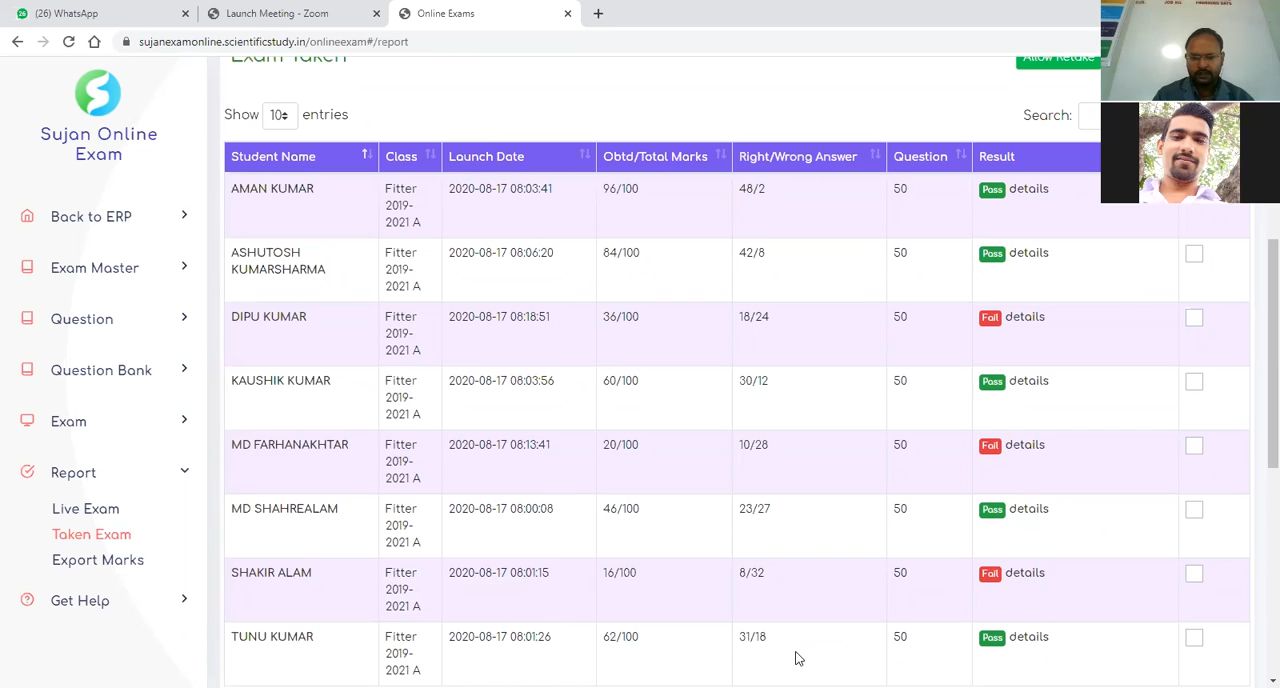 (26) WhatsApp
Launch Meeting - Zoom
Online Exams
sujanexamonline.scientificstudy.in/onlineexam#/report
Exam Taken
Allow Retake
Show 10 entries
Search:
Sujan Online
Exam
Back to ERP
Exam Master
Question
Question Bank
Exam
Report
Live Exam
Taken Exam
Export Marks
Get Help
Student Name Class Launch Date Obtd/Total Marks Right/Wrong Answer Question Result
AMAN KUMAR Fitter 2019-2021 A 2020-08-17 08:03:41 96/100 48/2 50 Pass details
ASHUTOSH KUMARSHARMA Fitter 2019-2021 A 2020-08-17 08:06:20 84/100 42/8 50 Pass details
DIPU KUMAR Fitter 2019-2021 A 2020-08-17 08:18:51 36/100 18/24 50 Fail details
KAUSHIK KUMAR Fitter 2019-2021 A 2020-08-17 08:03:56 60/100 30/12 50 Pass details
MD FARHANAKHTAR Fitter 2019-2021 A 2020-08-17 08:13:41 20/100 10/28 50 Fail details
MD SHAHREALAM Fitter 2019-2021 A 2020-08-17 08:00:08 46/100 23/27 50 Pass details
SHAKIR ALAM Fitter 2019-2021 A 2020-08-17 08:01:15 16/100 8/32 50 Fail details
TUNU KUMAR Fitter 2019-2021 A 2020-08-17 08:01:26 62/100 31/18 50 Pass details